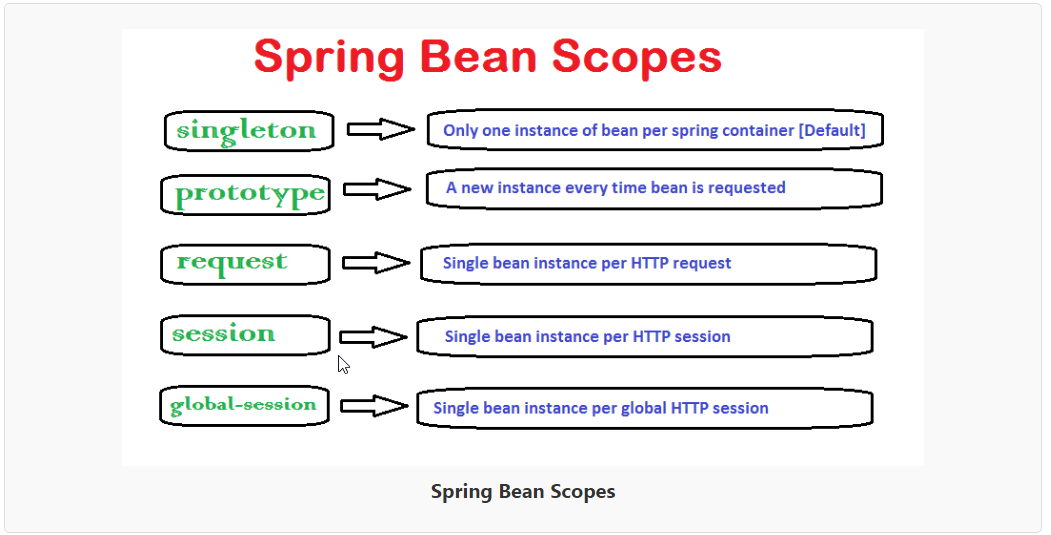 Spring Bean Scopes
singleton
Only one instance of bean per spring container [Default]
prototype
A new instance every time bean is requested
request
Single bean instance per HTTP request
session
Single bean instance per HTTP session
global-session
Single bean instance per global HTTP session
Spring Bean Scopes